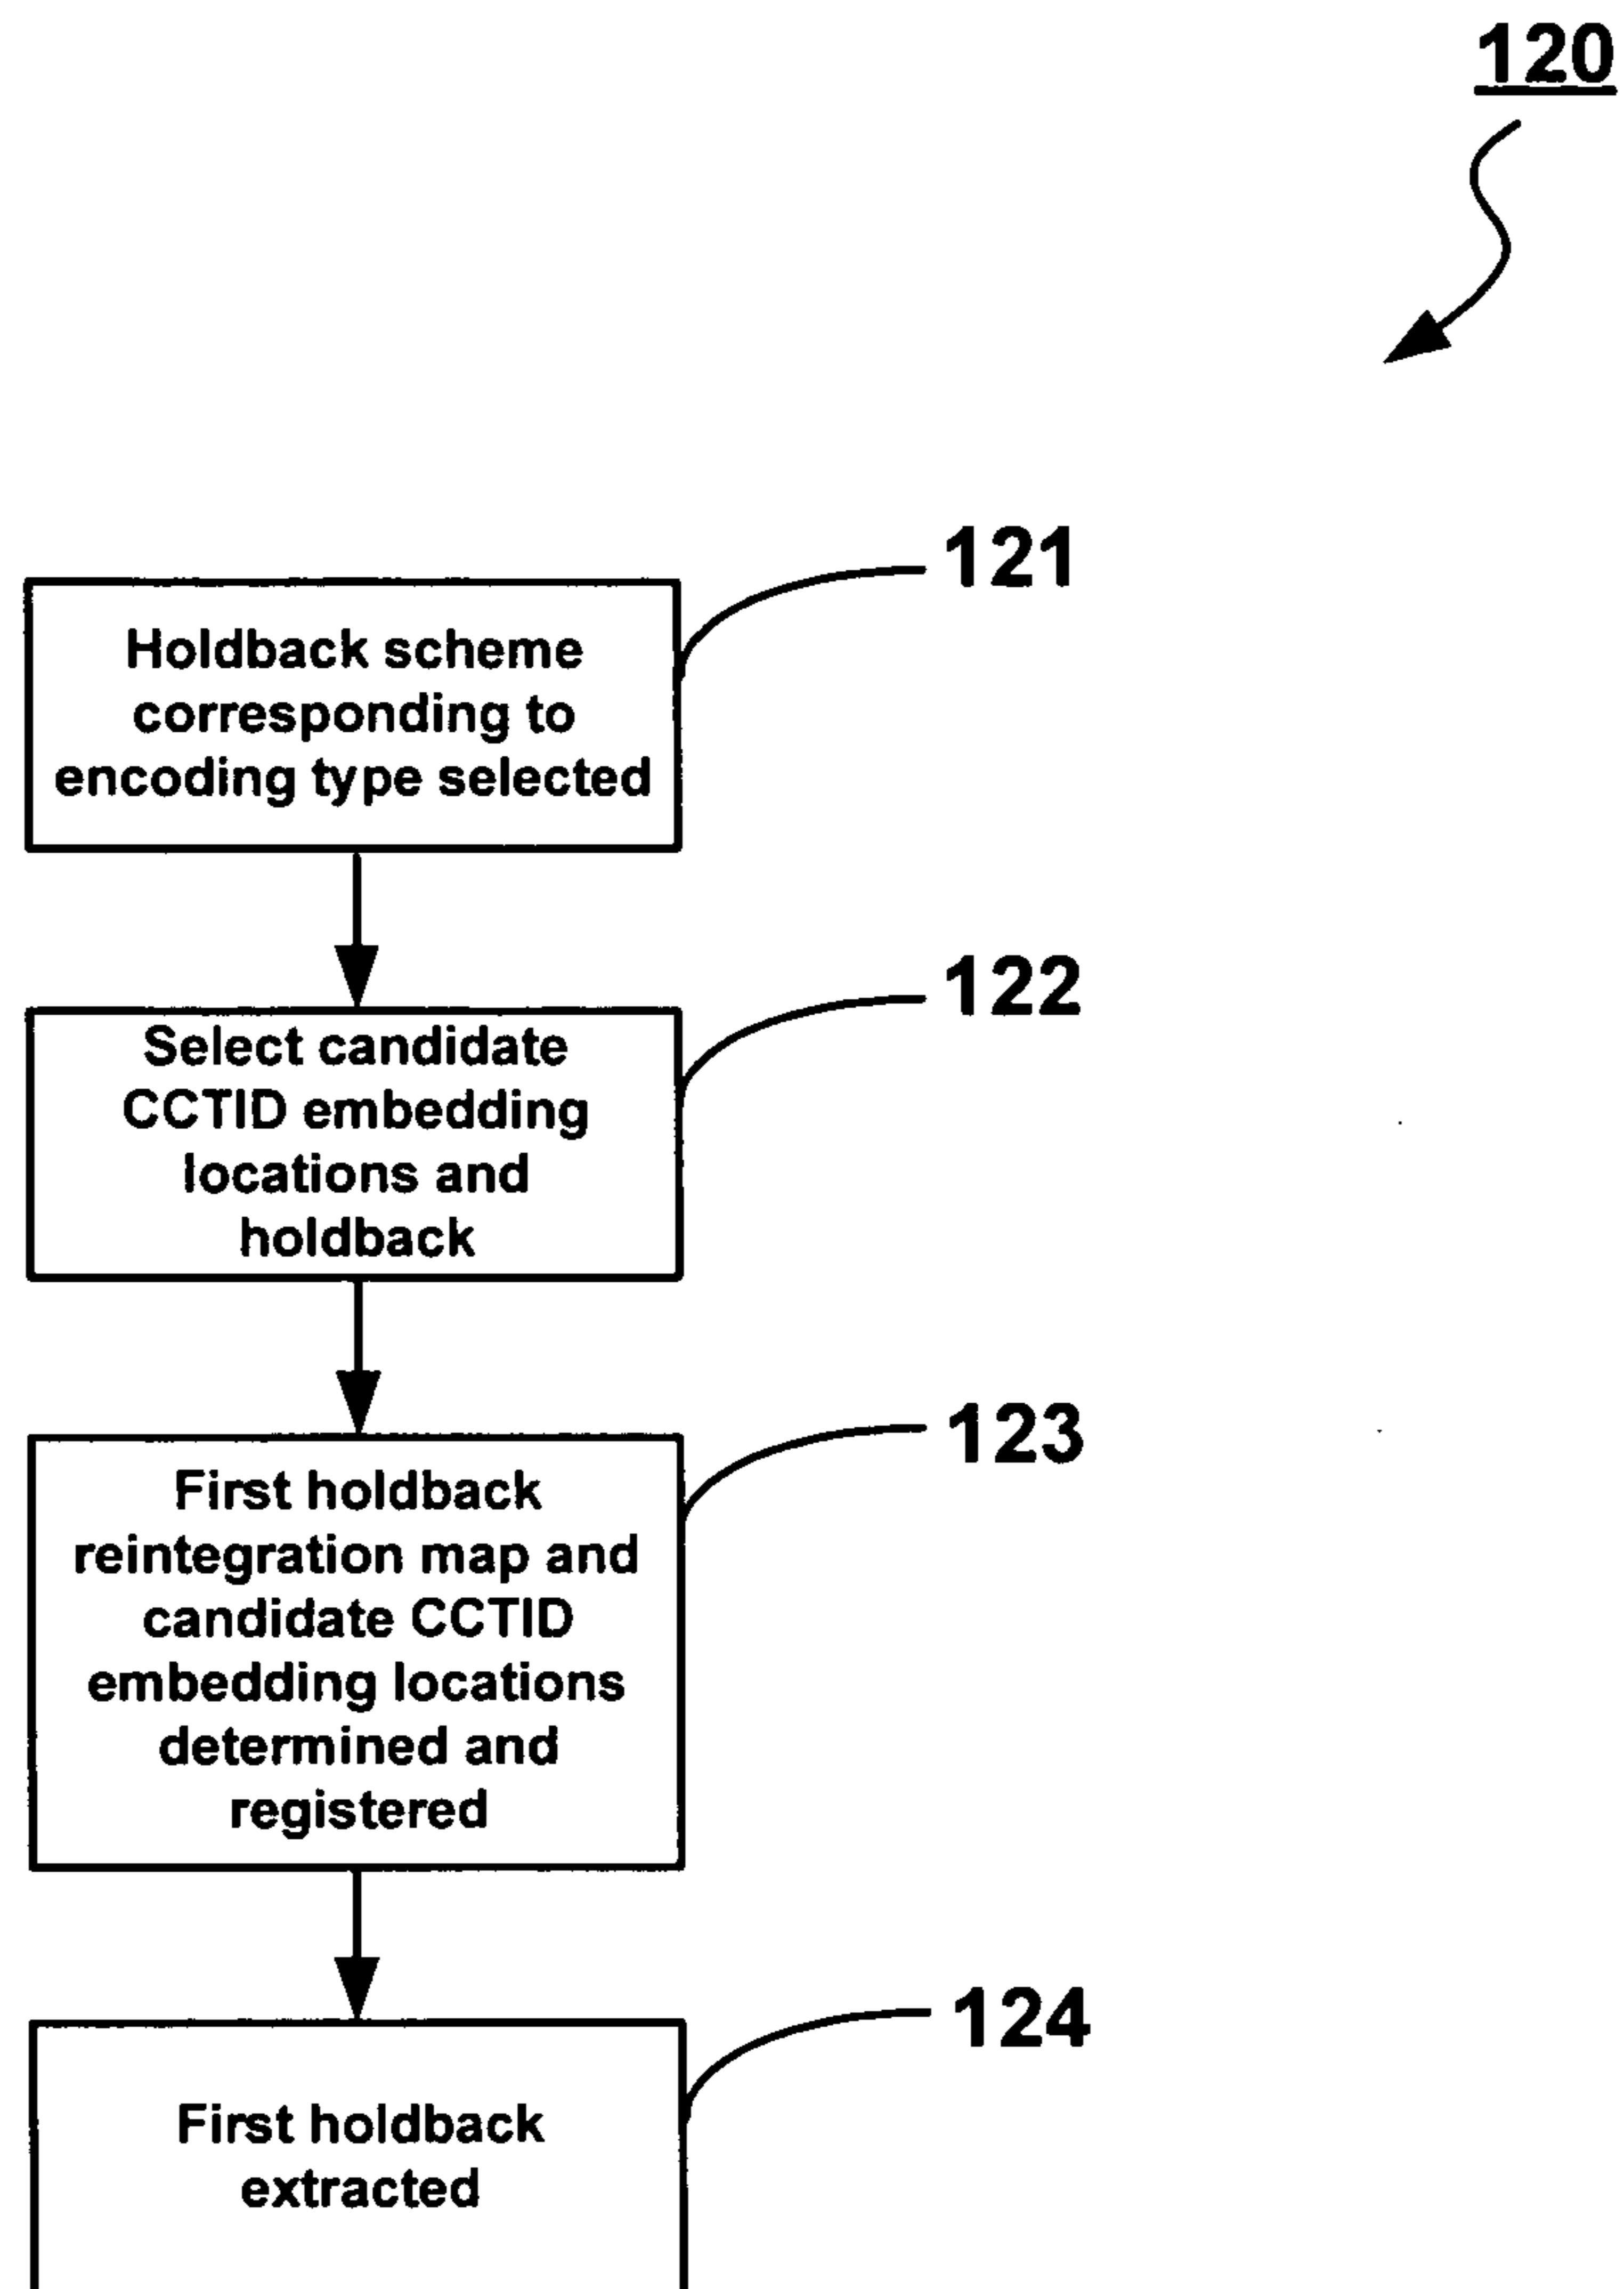 120
121
Holdback scheme
corresponding to
encoding type selected
122
Select candidate
CCTID embedding
locations and
holdback
123
First holdback
reintegration map and
candidate CCTID
embedding locations
determined and
registered
124
First holdback
extracted